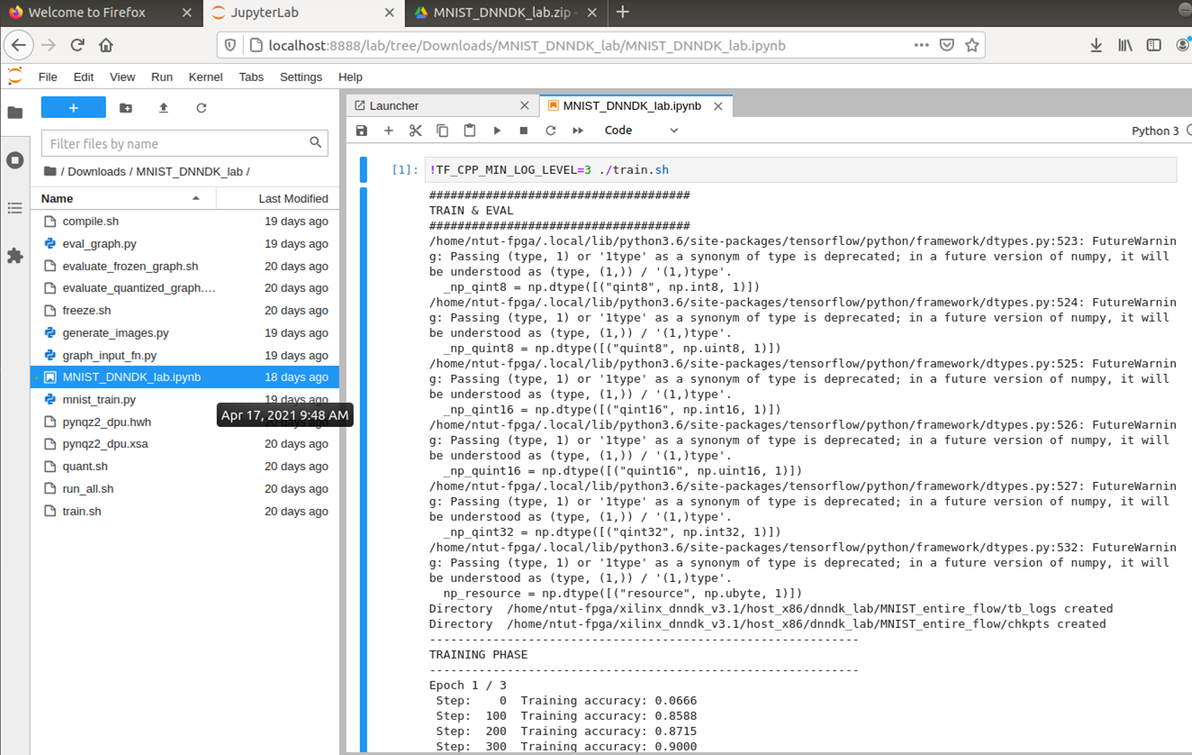 Welcome to Firefox
JupyterLab
MNIST_DNNDK_lab.zip -
localhost:8888/lab/tree/Downloads/MNIST_DNNDK_lab/MNIST_DNNDK_lab.ipynb
File Edit View Run Kernel Tabs Settings Help
Launcher
MNIST_DNNDK_lab.ipynb
Code
Python 3
Filter files by name
/ Downloads / MNIST_DNNDK_lab /
Name Last Modified
compile.sh 19 days ago
eval_graph.py 19 days ago
evaluate_frozen_graph.sh 20 days ago
evaluate_quantized_graph.... 20 days ago
freeze.sh 20 days ago
generate_images.py 19 days ago
graph_input_fn.py 19 days ago
MNIST_DNNDK_lab.ipynb 18 days ago
mnist_train.py 19 days ago
Apr 17, 2021 9:48 AM
pynqz2_dpu.hwh
pynqz2_dpu.xsa 20 days ago
quant.sh 20 days ago
run_all.sh 20 days ago
train.sh 20 days ago
[1]: !TF_CPP_MIN_LOG_LEVEL=3 ./train.sh
#####################################
TRAIN & EVAL
#####################################
/home/ntut-fpga/.local/lib/python3.6/site-packages/tensorflow/python/framework/dtypes.py:523: FutureWarnin
g: Passing (type, 1) or '1type' as a synonym of type is deprecated; in a future version of numpy, it will
be understood as (type, (1,)) / '(1,)type'.
_np_qint8 = np.dtype([("qint8", np.int8, 1)])
/home/ntut-fpga/.local/lib/python3.6/site-packages/tensorflow/python/framework/dtypes.py:524: FutureWarnin
g: Passing (type, 1) or '1type' as a synonym of type is deprecated; in a future version of numpy, it will
be understood as (type, (1,)) / '(1,)type'.
_np_quint8 = np.dtype([("quint8", np.uint8, 1)])
/home/ntut-fpga/.local/lib/python3.6/site-packages/tensorflow/python/framework/dtypes.py:525: FutureWarnin
g: Passing (type, 1) or '1type' as a synonym of type is deprecated; in a future version of numpy, it will
be understood as (type, (1,)) / '(1,)type'.
_np_qint16 = np.dtype([("qint16", np.int16, 1)])
/home/ntut-fpga/.local/lib/python3.6/site-packages/tensorflow/python/framework/dtypes.py:526: FutureWarnin
g: Passing (type, 1) or '1type' as a synonym of type is deprecated; in a future version of numpy, it will
be understood as (type, (1,)) / '(1,)type'.
_np_quint16 = np.dtype([("quint16", np.uint16, 1)])
/home/ntut-fpga/.local/lib/python3.6/site-packages/tensorflow/python/framework/dtypes.py:527: FutureWarnin
g: Passing (type, 1) or '1type' as a synonym of type is deprecated; in a future version of numpy, it will
be understood as (type, (1,)) / '(1,)type'.
_np_qint32 = np.dtype([("qint32", np.int32, 1)])
/home/ntut-fpga/.local/lib/python3.6/site-packages/tensorflow/python/framework/dtypes.py:532: FutureWarnin
g: Passing (type, 1) or '1type' as a synonym of type is deprecated; in a future version of numpy, it will
be understood as (type, (1,)) / '(1,)type'.
np_resource = np.dtype([("resource", np.ubyte, 1)])
Directory /home/ntut-fpga/xilinx_dnndk_v3.1/host_x86/dnndk_lab/MNIST_entire_flow/tb_logs created
Directory /home/ntut-fpga/xilinx_dnndk_v3.1/host_x86/dnndk_lab/MNIST_entire_flow/chkpts created
-------------------------------------------------------------
TRAINING PHASE
-------------------------------------------------------------
Epoch 1 / 3
Step: 0 Training accuracy: 0.0666
Step: 100 Training accuracy: 0.8588
Step: 200 Training accuracy: 0.8715
Step: 300 Training accuracy: 0.9000